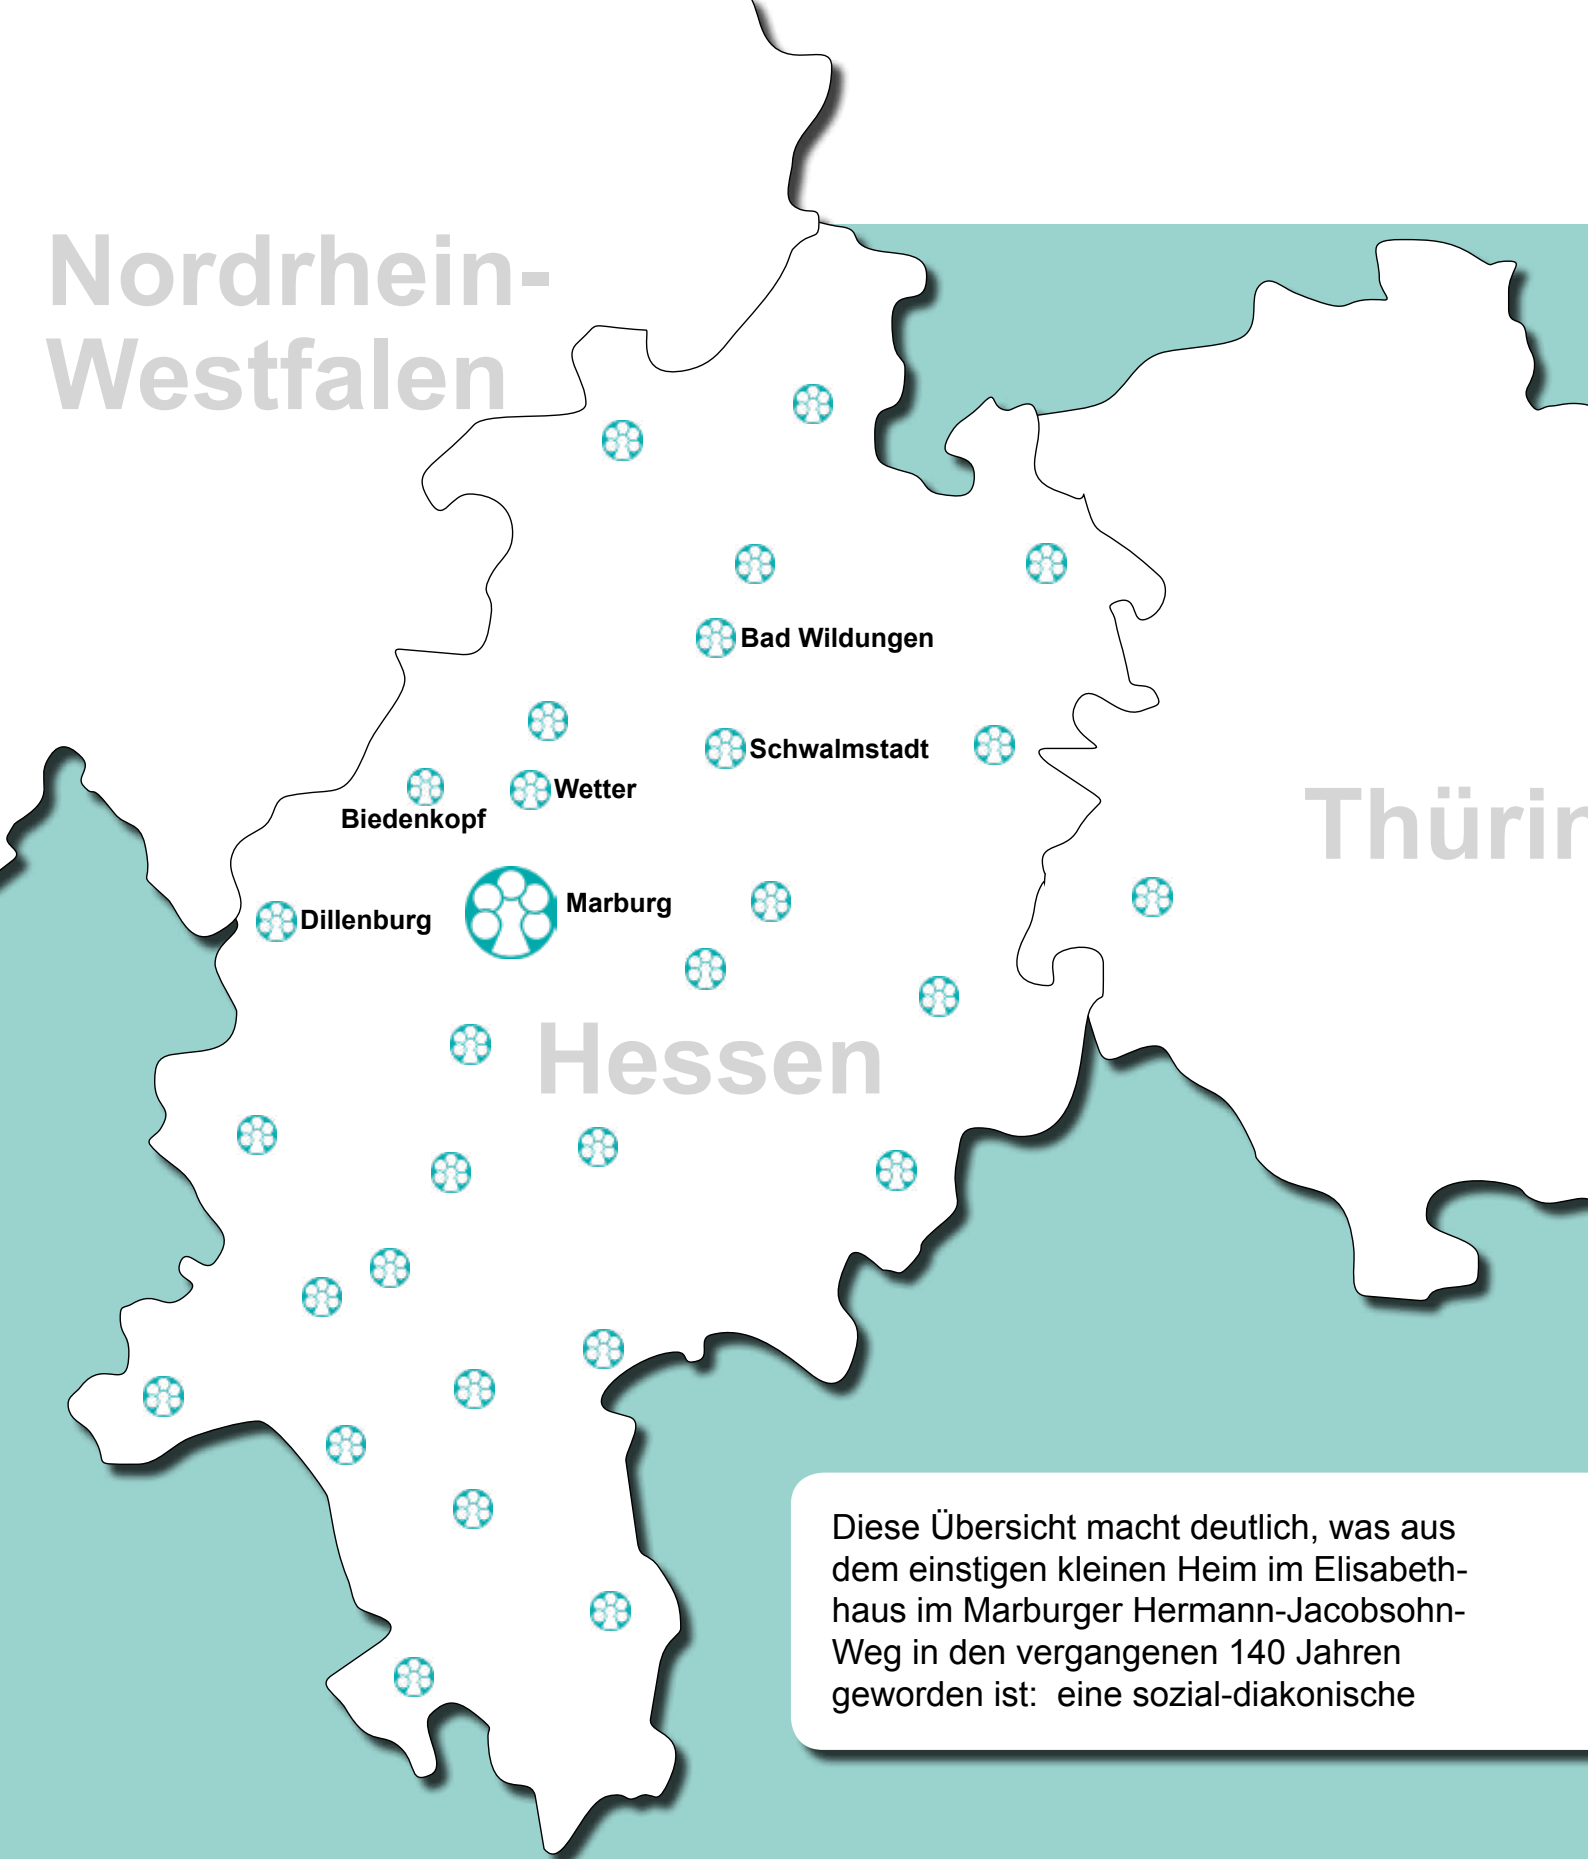 Nordrhein-
Westfalen
Bad Wildungen
Schwalmstadt
Wetter
Biedenkopf
Thürin
Marburg
Dillenburg
Hessen
Diese Übersicht macht deutlich, was aus
dem einstigen kleinen Heim im Elisabeth-
haus im Marburger Hermann-Jacobsohn-
Weg in den vergangenen 140 Jahren
geworden ist:  eine sozial-diakonische